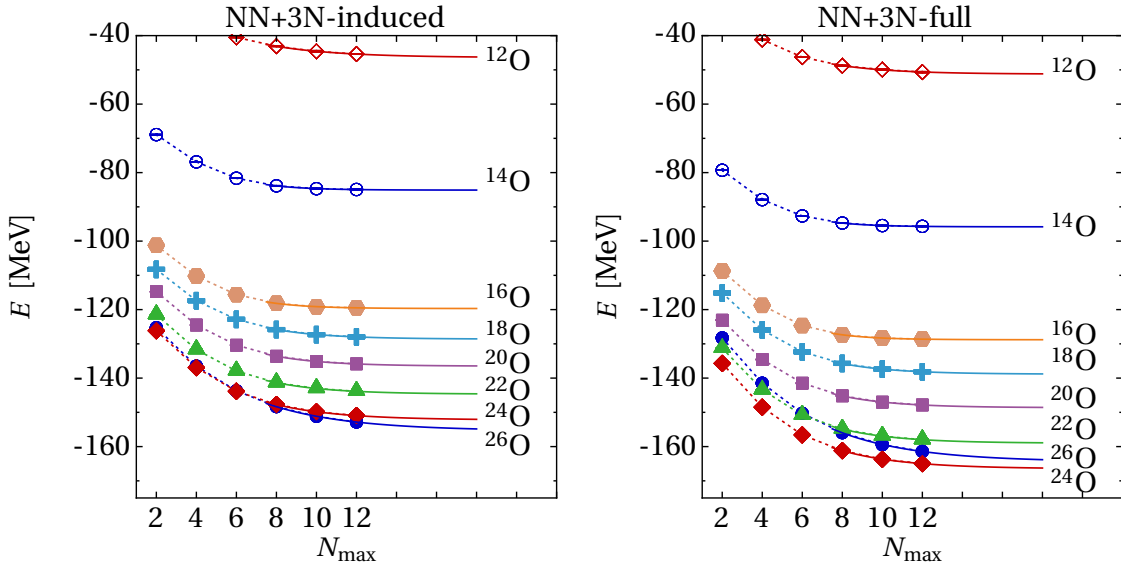 NN+3N-induced
-40
-60
-80
-100
-120
-140
-160
E [MeV]
2 4 6 8 10 12
N_max
¹²O
¹⁴O
¹⁶O
¹⁸O
²⁰O
²²O
²⁴O
²⁶O
NN+3N-full
-40
-60
-80
-100
-120
-140
-160
E [MeV]
2 4 6 8 10 12
N_max
¹²O
¹⁴O
¹⁶O
¹⁸O
²⁰O
²²O
²⁶O
²⁴O